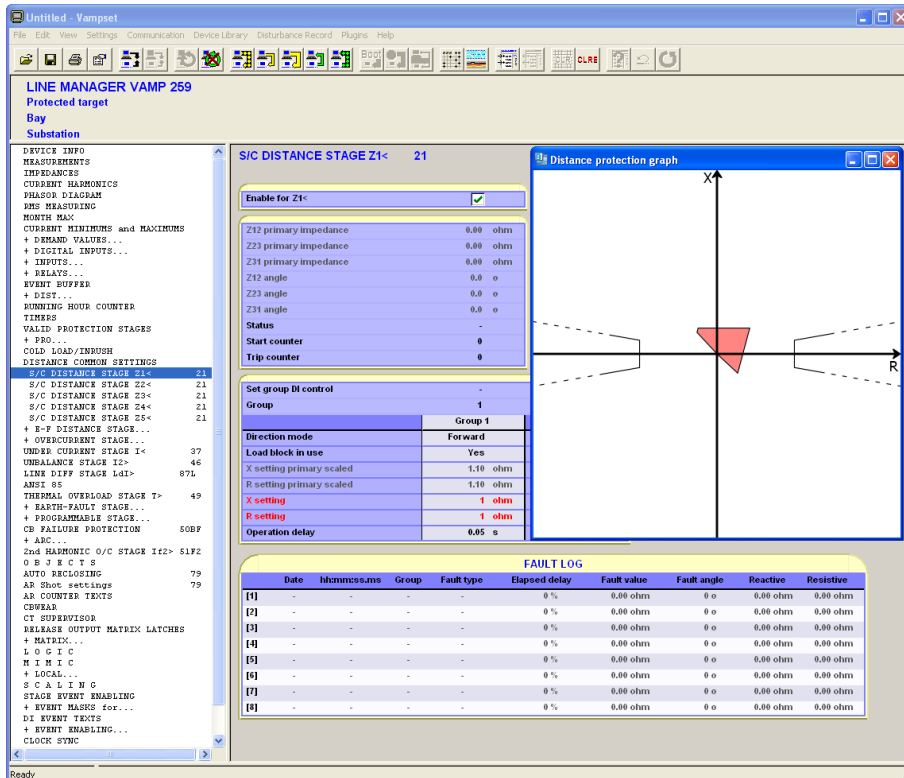 Untitled - Vampset
File Edit View Settings Communication Device Library Disturbance Record Plugins Help
Boot CLRE
LINE MANAGER VAMP 259
Protected target
Bay
Substation
DEVICE INFO
MEASUREMENTS
IMPEDANCES
CURRENT HARMONICS
PHASOR DIAGRAM
RMS MEASURING
MONTH MAX
CURRENT MINIMUMS and MAXIMUMS
+ DEMAND VALUES...
+ DIGITAL INPUTS...
+ INPUTS...
+ RELAYS...
EVENT BUFFER
+ DIST...
RUNNING HOUR COUNTER
TIMERS
VALID PROTECTION STAGES
+ PRO...
COLD LOAD/INRUSH
DISTANCE COMMON SETTINGS
S/C DISTANCE STAGE Z1< 21
S/C DISTANCE STAGE Z2< 21
S/C DISTANCE STAGE Z3< 21
S/C DISTANCE STAGE Z4< 21
S/C DISTANCE STAGE Z5< 21
+ E-F DISTANCE STAGE...
+ OVERCURRENT STAGE...
UNDER CURRENT STAGE I< 37
UNBALANCE STAGE I2> 46
LINE DIFF STAGE LdI> 87L
ANSI 85
THERMAL OVERLOAD STAGE T> 49
+ EARTH-FAULT STAGE...
+ PROGRAMMABLE STAGE...
CB FAILURE PROTECTION 50BF
+ ARC...
2nd HARMONIC O/C STAGE If2> 51F2
O B J E C T S
AUTO RECLOSING 79
AR Shot settings 79
AR COUNTER TEXTS
CBWEAR
CT SUPERVISOR
RELEASE OUTPUT MATRIX LATCHES
+ MATRIX...
L O G I C
M I M I C
+ LOCAL...
S C A L I N G
STAGE EVENT ENABLING
+ EVENT MASKS for...
DI EVENT TEXTS
+ EVENT ENABLING...
CLOCK SYNC
S/C DISTANCE STAGE Z1< 21
Enable for Z1<
Z12 primary impedance 0.00 ohm
Z23 primary impedance 0.00 ohm
Z31 primary impedance 0.00 ohm
Z12 angle 0.0 o
Z23 angle 0.0 o
Z31 angle 0.0 o
Status -
Start counter 0
Trip counter 0
Set group DI control -
Group 1
Group 1
Direction mode Forward
Load block in use Yes
X setting primary scaled 1.10 ohm
R setting primary scaled 1.10 ohm
X setting 1 ohm
R setting 1 ohm
Operation delay 0.05 s
Distance protection graph
X
R
FAULT LOG
Date hh:mm:ss.ms Group Fault type Elapsed delay Fault value Fault angle Reactive Resistive
[1] - - - - 0 % 0.00 ohm 0 o 0.00 ohm 0.00 ohm
[2] - - - - 0 % 0.00 ohm 0 o 0.00 ohm 0.00 ohm
[3] - - - - 0 % 0.00 ohm 0 o 0.00 ohm 0.00 ohm
[4] - - - - 0 % 0.00 ohm 0 o 0.00 ohm 0.00 ohm
[5] - - - - 0 % 0.00 ohm 0 o 0.00 ohm 0.00 ohm
[6] - - - - 0 % 0.00 ohm 0 o 0.00 ohm 0.00 ohm
[7] - - - - 0 % 0.00 ohm 0 o 0.00 ohm 0.00 ohm
[8] - - - - 0 % 0.00 ohm 0 o 0.00 ohm 0.00 ohm
Ready